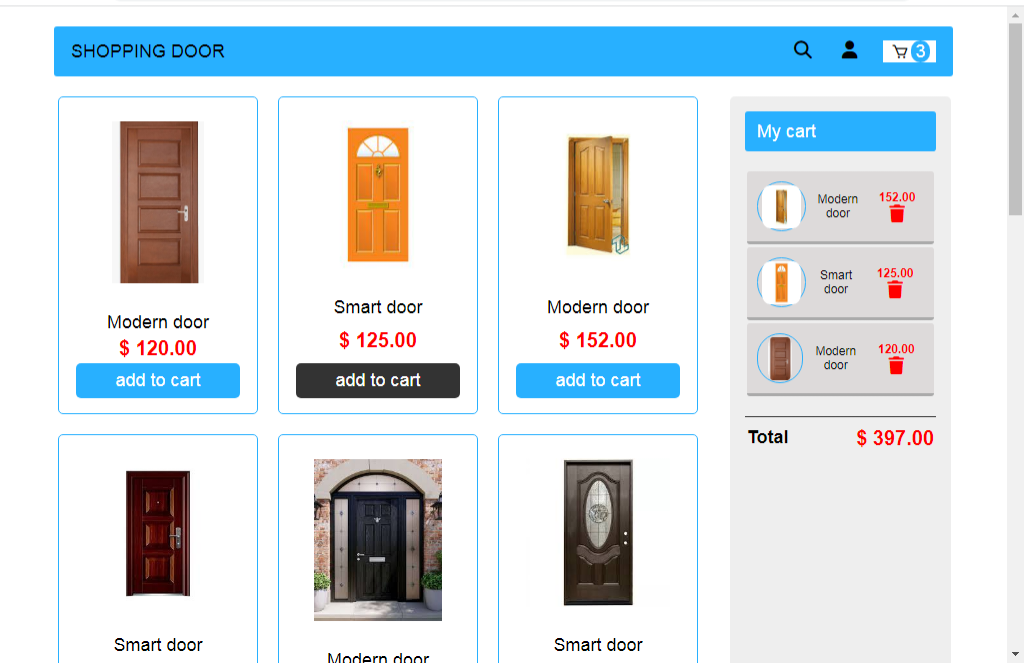 SHOPPING DOOR
3
Modern door
$ 120.00
add to cart
Smart door
$ 125.00
add to cart
Modern door
$ 152.00
add to cart
Smart door
Modern door
Smart door
My cart
Modern
door
152.00
Smart
door
125.00
Modern
door
120.00
Total
$ 397.00